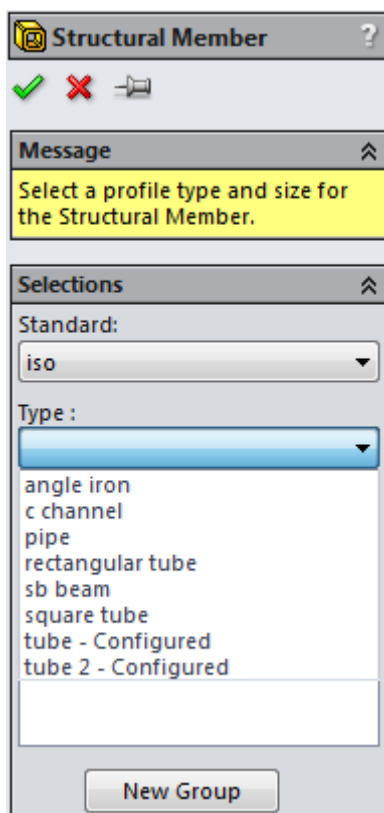 Structural Member ?
Message
Select a profile type and size for
the Structural Member.
Selections
Standard:
iso
Type :
angle iron
c channel
pipe
rectangular tube
sb beam
square tube
tube - Configured
tube 2 - Configured
New Group